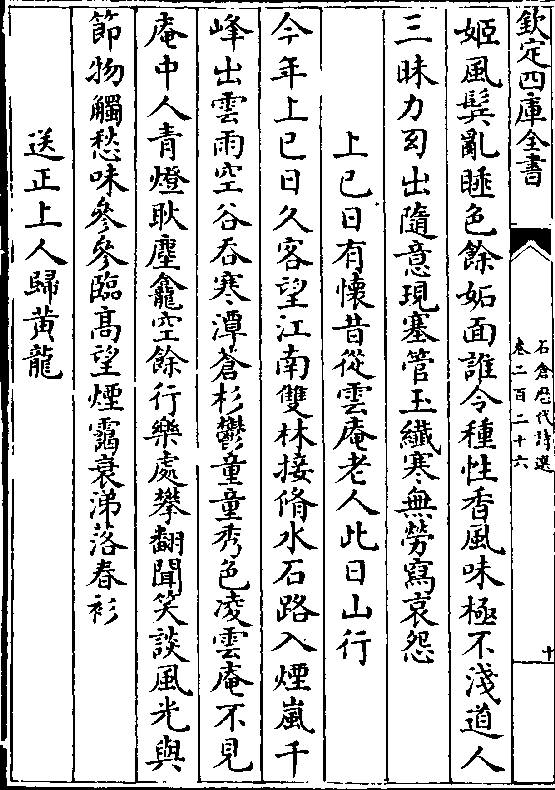 欽定四庫全書
石倉歴代詩選
卷二百二十六
十
姬風鬂亂睡色餘妬面誰令種性香風味極不淺道人
三昧力幻出隨意現塞管玉纖寒無勞寫哀怨
上巳日有懷昔從雲庵老人此日山行
今年上巳日久客望江南雙林接脩水石路入煙嵐千
峰出雲雨空谷呑寒潭蒼杉鬱童童秀色凌雲庵不見
庵中人青燈耿塵龕空餘行樂處攀翻聞笑談風光與
節物觸愁味參參臨髙望煙靄衰涕落春衫
送正上人歸黃龍